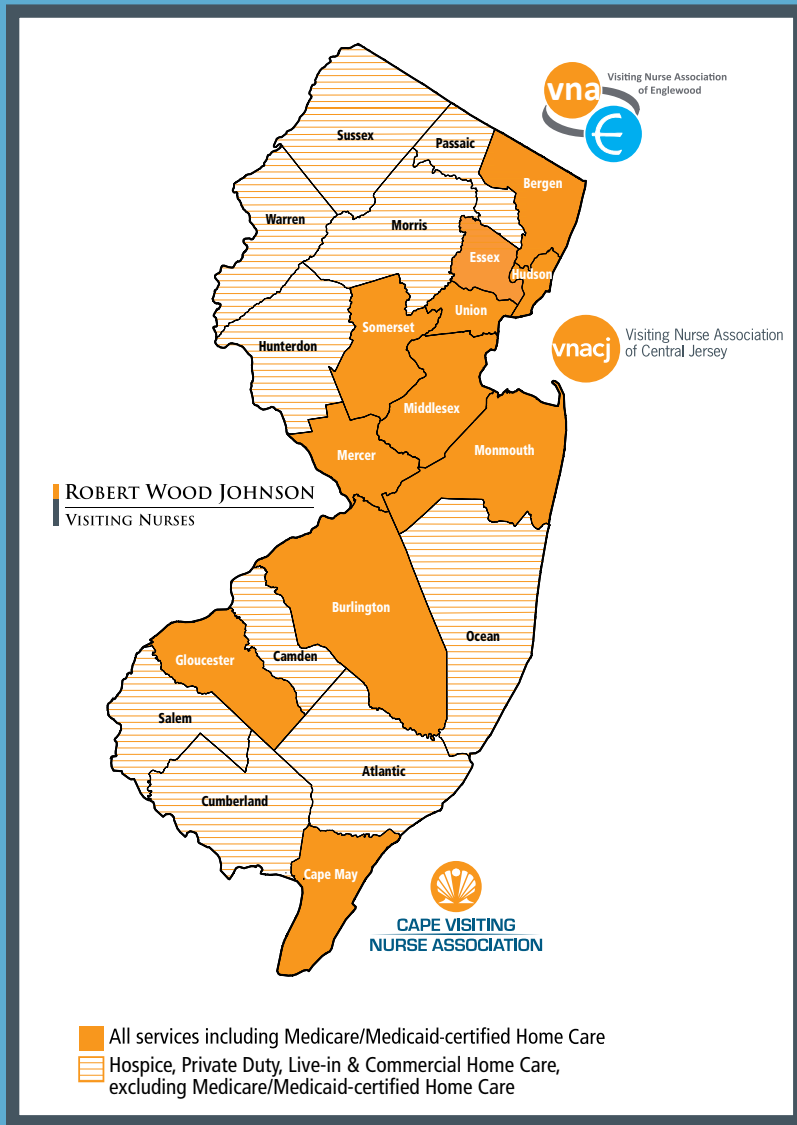 vna
Visiting Nurse Association
of Englewood
€
Sussex
Passaic
Bergen
Warren
Morris
Essex
Hudson
Union
Somerset
Hunterdon
vnacj
Visiting Nurse Association
of Central Jersey
Middlesex
Mercer
Monmouth
ROBERT WOOD JOHNSON
VISITING NURSES
Burlington
Ocean
Camden
Gloucester
Salem
Atlantic
Cumberland
Cape May
CAPE VISITING
NURSE ASSOCIATION
All services including Medicare/Medicaid-certified Home Care
Hospice, Private Duty, Live-in & Commercial Home Care,
excluding Medicare/Medicaid-certified Home Care